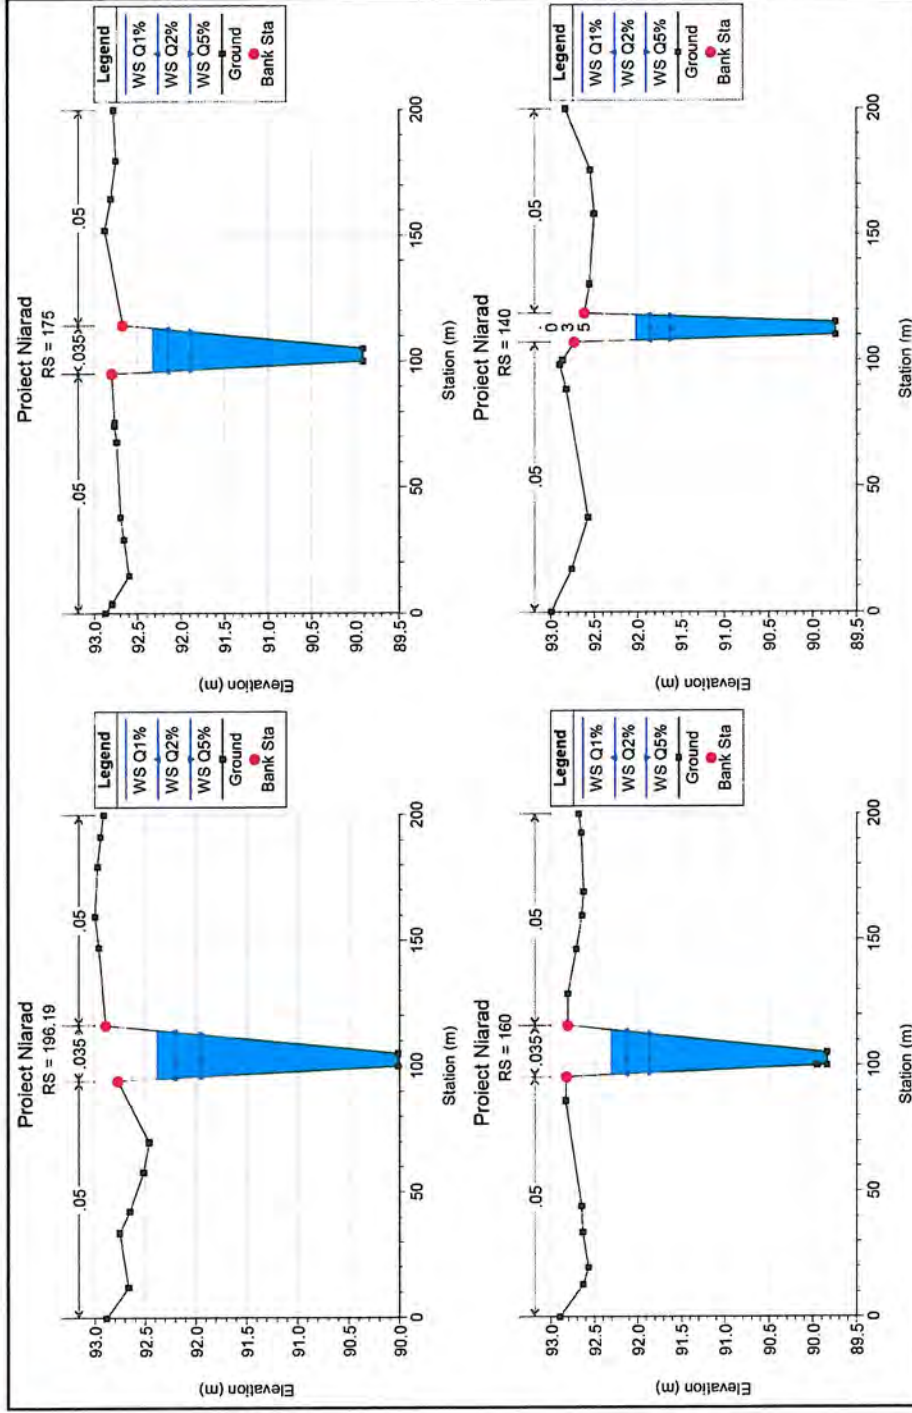 Proiect Niarad
RS = 196.19
.05
.035
.05
Legend
WS Q1%
WS Q2%
WS Q5%
Ground
Bank Sta
93.0
92.5
92.0
91.5
91.0
90.5
90.0
Elevation (m)
0
50
100
150
200
Station (m)
Proiect Niarad
RS = 175
.05
.035
.05
Legend
WS Q1%
WS Q2%
WS Q5%
Ground
Bank Sta
93.0
92.5
92.0
91.5
91.0
90.5
90.0
89.5
Elevation (m)
0
50
100
150
200
Station (m)
Proiect Niarad
RS = 160
.05
.035
.05
Legend
WS Q1%
WS Q2%
WS Q5%
Ground
Bank Sta
93.0
92.5
92.0
91.5
91.0
90.5
90.0
89.5
Elevation (m)
0
50
100
150
200
Station (m)
Proiect Niarad
RS = 140
.05
0
3
5
.05
Legend
WS Q1%
WS Q2%
WS Q5%
Ground
Bank Sta
93.0
92.5
92.0
91.5
91.0
90.5
90.0
89.5
Elevation (m)
0
50
100
150
200
Station (m)